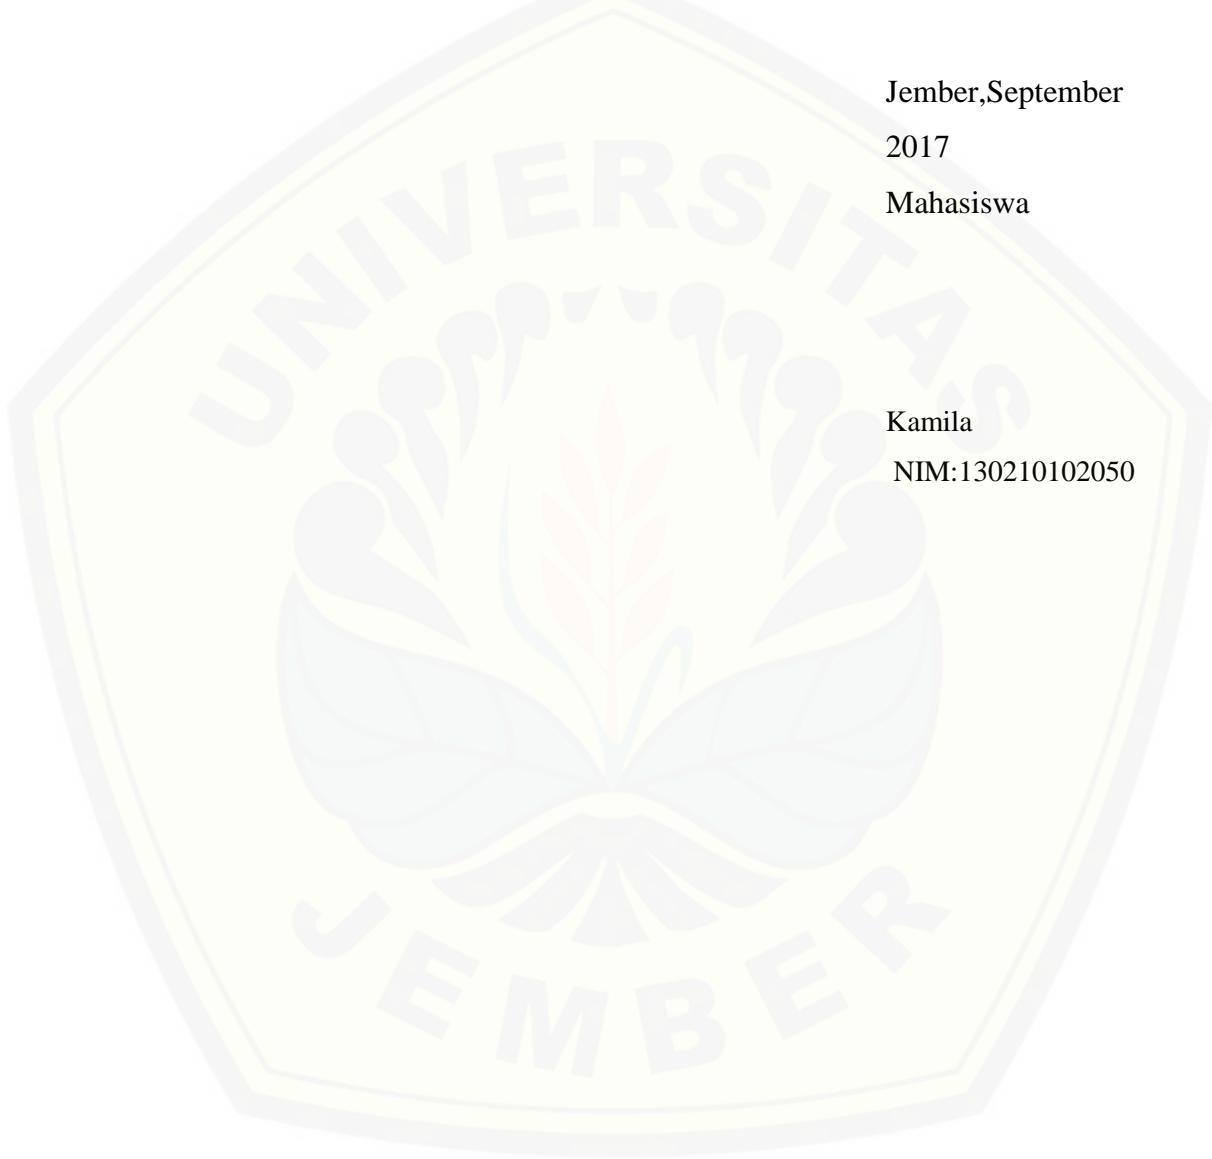 Jember,September
2017
Mahasiswa
Kamila
NIM:130210102050
UNIVERSITAS
JEMBER